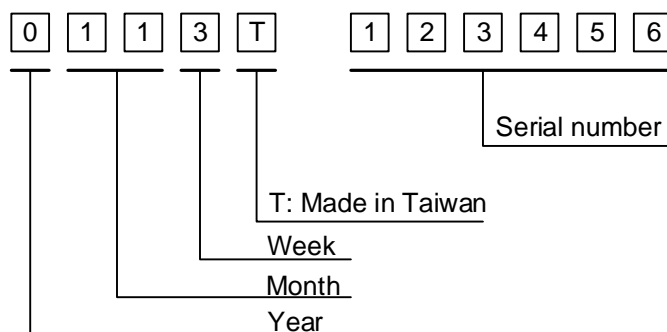 0 1 1 3 T 1 2 3 4 5 6
Serial number
T: Made in Taiwan
Week
Month
Year